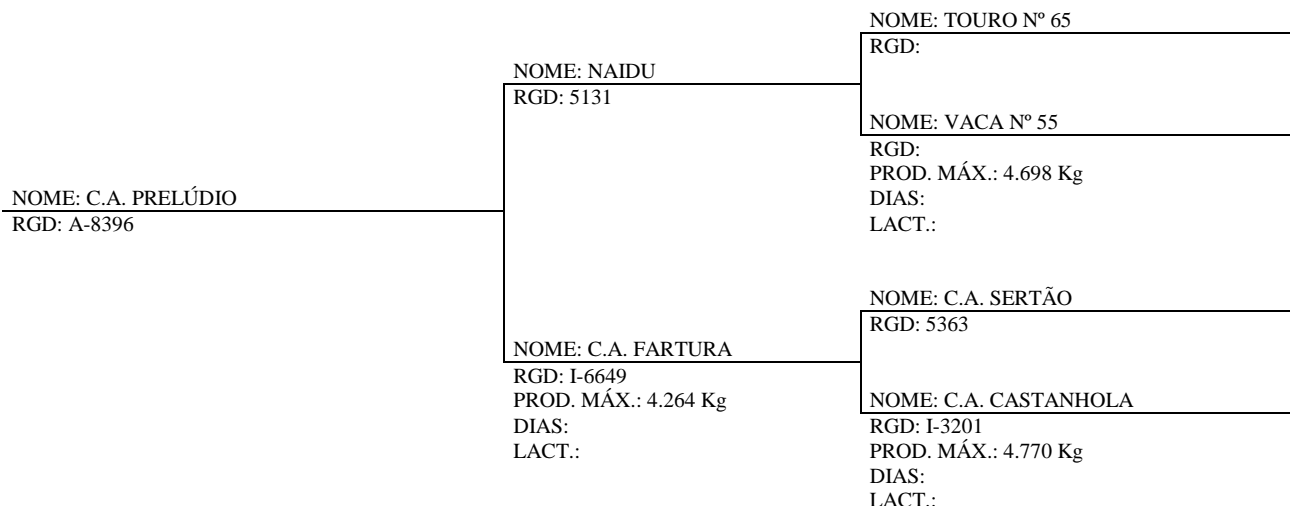 NOME: TOURO Nº 65
RGD:
NOME: NAIDU
RGD: 5131
NOME: VACA Nº 55
RGD:
PROD. MÁX.: 4.698 Kg
DIAS:
LACT.:
NOME: C.A. PRELÚDIO
RGD: A-8396
NOME: C.A. SERTÃO
RGD: 5363
NOME: C.A. FARTURA
RGD: I-6649
PROD. MÁX.: 4.264 Kg
DIAS:
LACT.:
NOME: C.A. CASTANHOLA
RGD: I-3201
PROD. MÁX.: 4.770 Kg
DIAS:
LACT.: